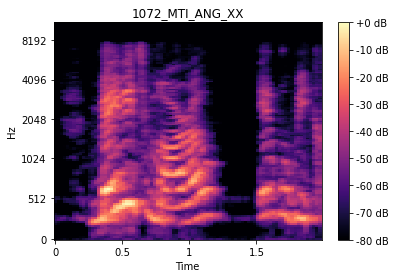 1072_MTI_ANG_XX
8192
4096
2048
1024
512
0
Hz
0
0.5
1
1.5
Time
+0 dB
-10 dB
-20 dB
-30 dB
-40 dB
-50 dB
-60 dB
-70 dB
-80 dB